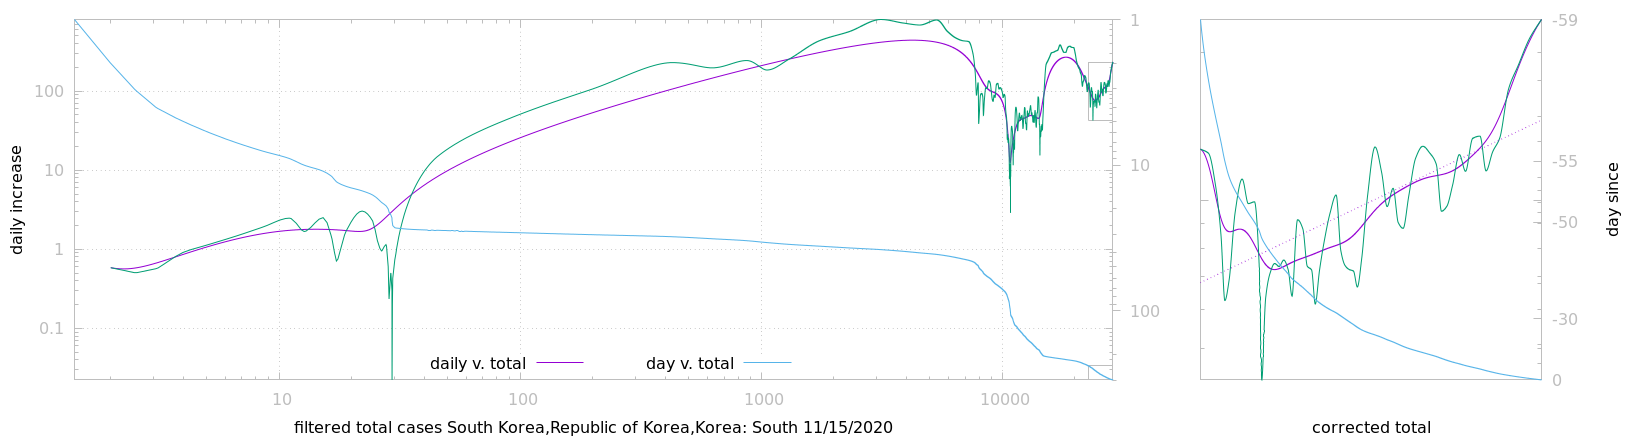 1
-59
100
10
-55
10
daily increase
-50
day since
1
100
-30
0.1
daily v. total
day v. total
0
10
100
1000
10000
filtered total cases South Korea,Republic of Korea,Korea: South 11/15/2020
corrected total